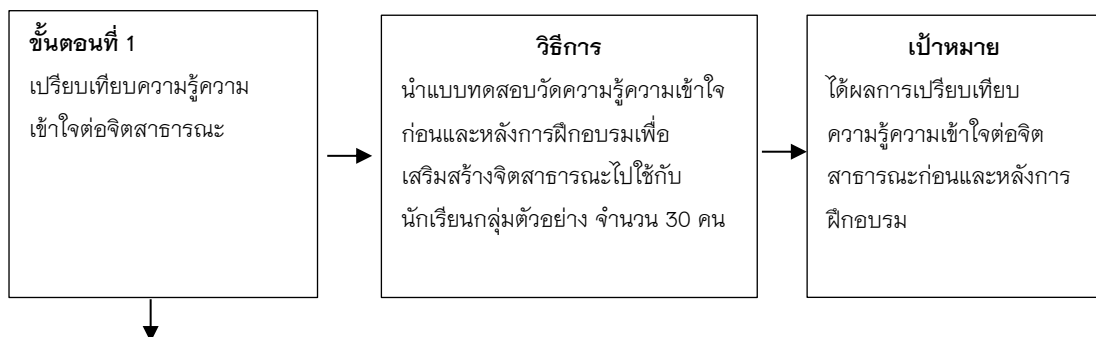 ขั้นตอนที่ 1
เปรียบเทียบความรู้ความ
เข้าใจต่อจิตสาธารณะ
วิธีการ
นำแบบทดสอบวัดความรู้ความเข้าใจ
ก่อนและหลังการฝึกอบรมเพื่อ
เสริมสร้างจิตสาธารณะไปใช้กับ
นักเรียนกลุ่มตัวอย่าง จำนวน 30 คน
เป้าหมาย
ได้ผลการเปรียบเทียบ
ความรู้ความเข้าใจต่อจิต
สาธารณะก่อนและหลังการ
ฝึกอบรม